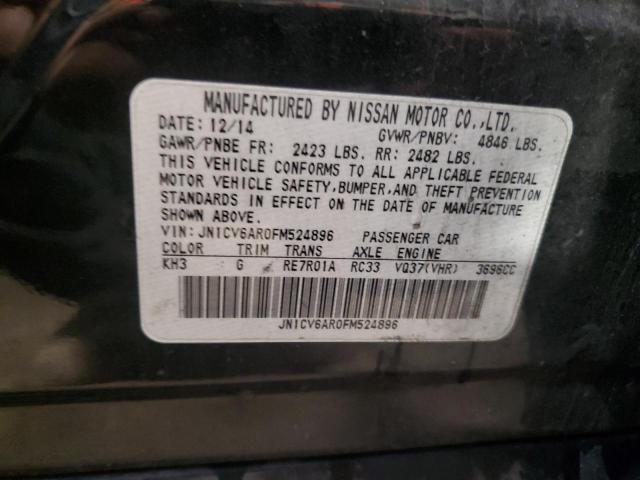 MANUFACTURED BY NISSAN MOTOR CO.,LTD.
DATE: 12/14 GVWR/PNBV: 4846 LBS.
GAWR/PNBE FR: 2423 LBS. RR: 2482 LBS.
THIS VEHICLE CONFORMS TO ALL APPLICABLE FEDERAL
MOTOR VEHICLE SAFETY, BUMPER, AND THEFT PREVENTION
STANDARDS IN EFFECT ON THE DATE OF MANUFACTURE
SHOWN ABOVE.
VIN: JN1CV6AR0FM524896 PASSENGER CAR
COLOR TRIM TRANS AXLE ENGINE
KH3 G RE7R01A RC33 VQ37(VHR) 3696CC
JN1CV6AR0FM524896